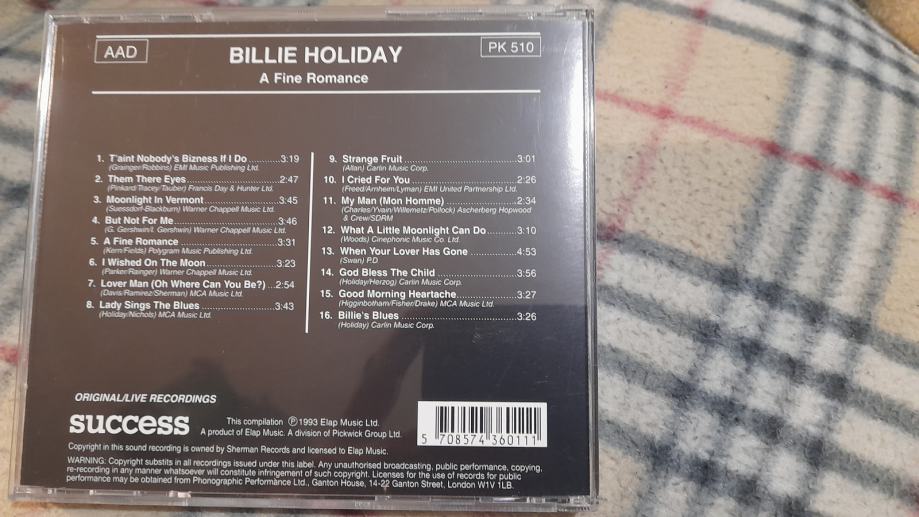 AAD
BILLIE HOLIDAY
PK 510
A Fine Romance
1. T'aint Nobody's Bizness If I Do..........3:19
(Grainger/Robbins) EMI Music Publishing Ltd.
2. Them There Eyes..........2:47
(Pinkard/Tracey/Tauber) Francis Day & Hunter Ltd.
3. Moonlight In Vermont..........3:45
(Suessdorf-Blackburn) Warner Chappell Music Ltd.
4. But Not For Me..........3:46
(G. Gershwin/I. Gershwin) Warner Chappell Music Ltd.
5. A Fine Romance..........3:31
(Kern/Fields) Polygram Music Publishing Ltd.
6. I Wished On The Moon..........3:23
(Parker/Rainger) Warner Chappell Music Ltd.
7. Lover Man (Oh Where Can You Be?)...2:54
(Davis/Ramirez/Sherman) MCA Music Ltd.
8. Lady Sings The Blues..........3:43
(Holiday/Nichols) MCA Music Ltd.
9. Strange Fruit..........3:01
(Allan) Carlin Music Corp.
10. I Cried For You..........2:26
(Freed/Arnheim/Lyman) EMI United Partnership Ltd.
11. My Man (Mon Homme)..........2:34
(Charles/Yvain/Willemetz/Pollock) Ascherberg Hopwood
& Crew/SDRM
12. What A Little Moonlight Can Do..........3:10
(Woods) Cinephonic Music Co. Ltd.
13. When Your Lover Has Gone..........4:53
(Swan) P.D
14. God Bless The Child..........3:56
(Holiday/Herzog) Carlin Music Corp.
15. Good Morning Heartache..........3:27
(Higginbotham/Fisher/Drake) MCA Music Ltd.
16. Billie's Blues..........3:26
(Holiday) Carlin Music Corp.
ORIGINAL/LIVE RECORDINGS
success
This compilation ℗1993 Elap Music Ltd.
A product of Elap Music. A division of Pickwick Group Ltd.
5 708574 360111
Copyright in this sound recording is owned by Sherman Records and licensed to Elap Music.
WARNING: Copyright substits in all recordings issued under this label. Any unauthorised broadcasting, public performance, copying,
re-recording in any manner whatsoever will constitute infringement of such copyright. Licenses for the use of records for public
performance may be obtained from Phonographic Performance Ltd., Ganton House, 14-22 Ganton Street, London W1V 1LB.